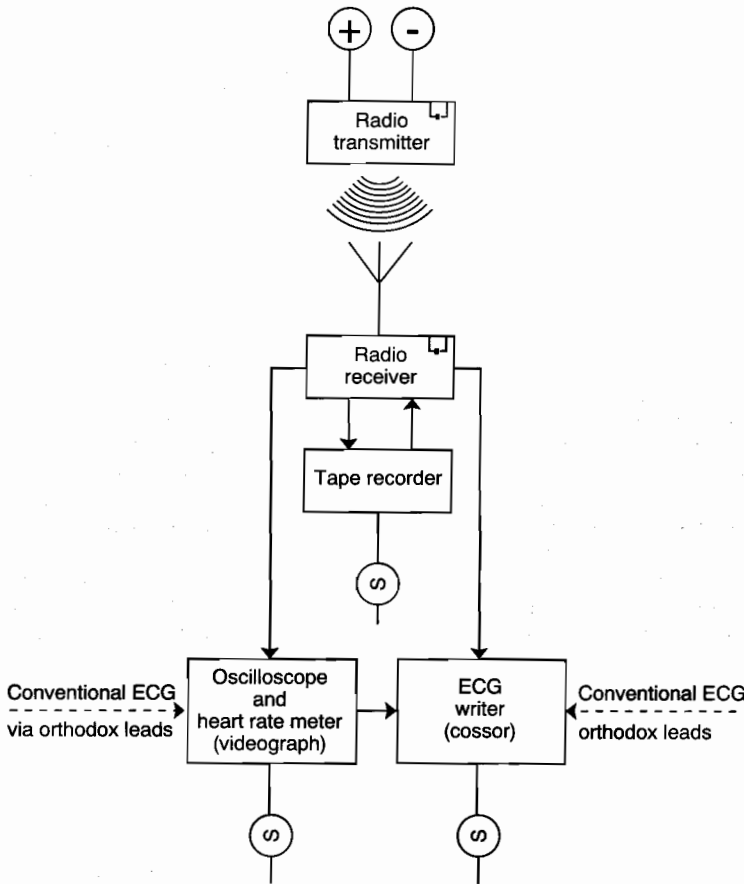 + -
Radio
transmitter
Radio
receiver
Tape recorder
S
Conventional ECG
via orthodox leads
Oscilloscope
and
heart rate meter
(videograph)
ECG
writer
(cossor)
Conventional ECG
orthodox leads
S
S